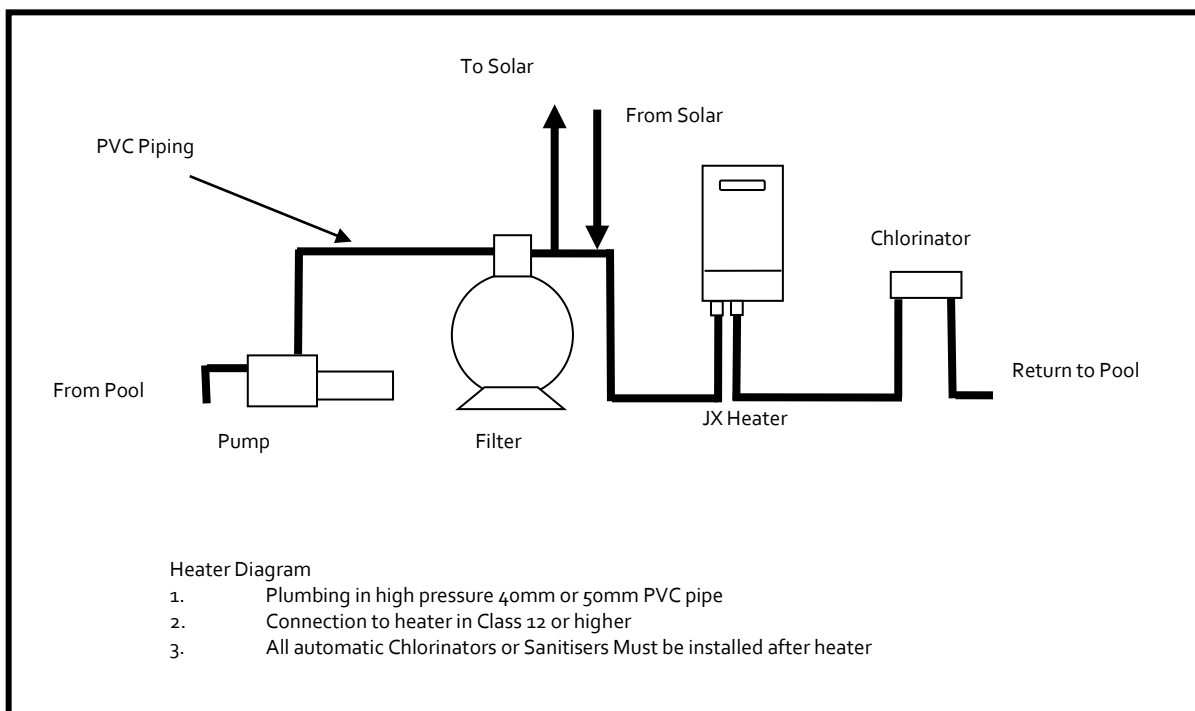 To Solar
From Solar
PVC Piping
Chlorinator
From Pool
Return to Pool
JX Heater
Pump
Filter
Heater Diagram
1. Plumbing in high pressure 40mm or 50mm PVC pipe
2. Connection to heater in Class 12 or higher
3. All automatic Chlorinators or Sanitisers Must be installed after heater